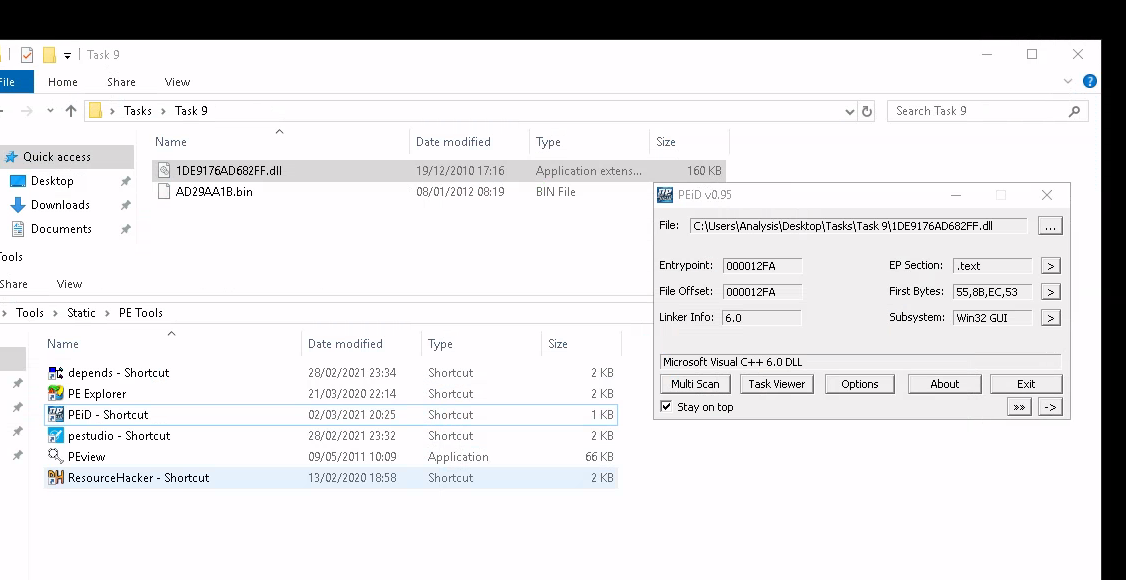 Task 9
File Home Share View
Tasks Task 9 Search Task 9
Name Date modified Type Size
Quick access
Desktop
Downloads
Documents
1DE9176AD682FF.dll 19/12/2010 17:16 Application extens... 160 KB
AD29AA1B.bin 08/01/2012 08:19 BIN File
PEiD v0.95
File: C:\Users\Analysis\Desktop\Tasks\Task 9\1DE9176AD682FF.dll ...
Entrypoint: 000012FA EP Section: .text >
File Offset: 000012FA First Bytes: 55,8B,EC,53 >
Linker Info: 6.0 Subsystem: Win32 GUI >
Microsoft Visual C++ 6.0 DLL
Multi Scan Task Viewer Options About Exit
Stay on top »» ->
Tools
Share View
Tools Static PE Tools
Name Date modified Type Size
depends - Shortcut 28/02/2021 23:34 Shortcut 2 KB
PE Explorer 21/03/2020 22:14 Shortcut 2 KB
PEiD - Shortcut 02/03/2021 20:25 Shortcut 1 KB
pestudio - Shortcut 28/02/2021 23:32 Shortcut 2 KB
PEview 09/05/2011 10:09 Application 66 KB
ResourceHacker - Shortcut 13/02/2020 18:58 Shortcut 2 KB